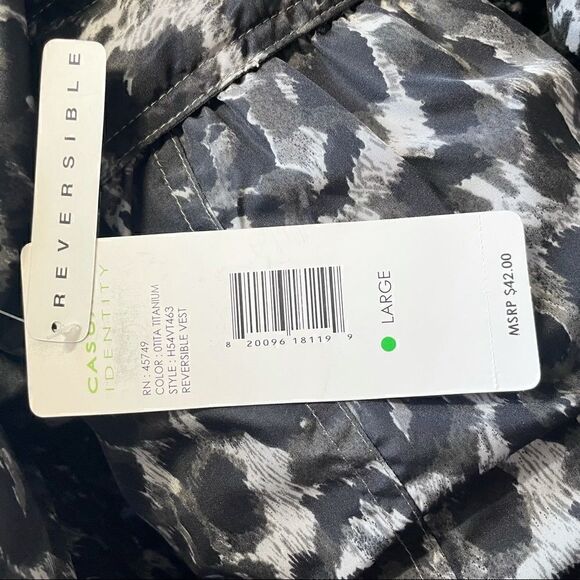 REVERSIBLE
IDENTITY
RN : 45749
COLOR : 011TA TITANIUM
STYLE : H54VT463
REVERSIBLE VEST
8 20096 18119 9
LARGE
MSRP $42.00